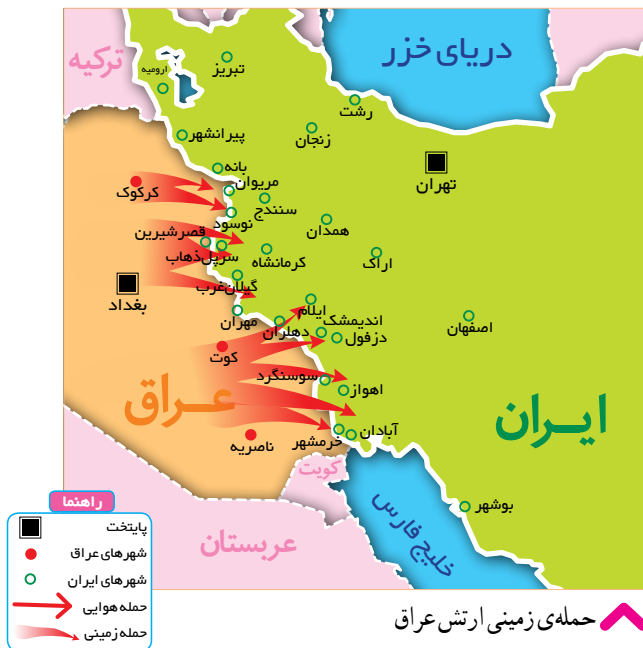 دریای خزر
ترکیه
تبریز
ارومیه
رشت
زنجان
پیرانشهر
تهران
بانه
مریوان
کرکوک
سنندج
نوسود
همدان
قصرشیرین
سرپل‌ذهاب
کرمانشاه
اراک
گیلان‌غرب
بغداد
ایلام
مهران
دهلران
اندیمشک
دزفول
اصفهان
کوت
سوسنگرد
اهواز
عـراق
ایـران
آبادان
خرمشهر
ناصریه
کویت
بوشهر
خلیج فارس
عربستان
راهنما
پایتخت
شهرهای عراق
شهرهای ایران
حمله هوایی
حمله زمینی
حمله‌ی زمینی ارتش عراق